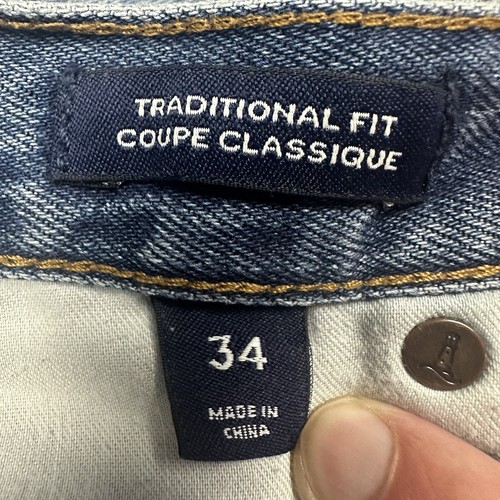 TRADITIONAL FIT
COUPE CLASSIQUE
34
MADE IN
CHINA